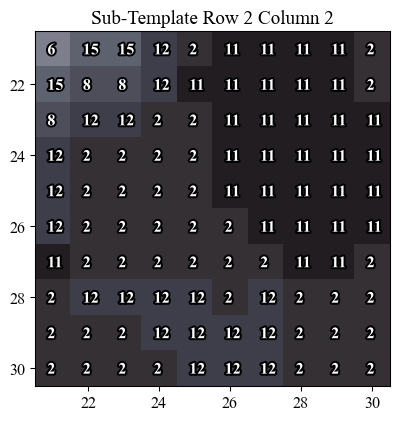 Sub-Template Row 2 Column 2
6 15 15 12 2 11 11 11 11 2
22 15 8 8 12 11 11 11 11 11 2
8 12 12 2 2 11 11 11 11 11
24 12 2 2 2 2 11 11 11 11 11
12 2 2 2 2 11 11 11 11 11
26 12 2 2 2 2 2 11 11 11 11
11 2 2 2 2 2 2 11 11 2
28 2 12 12 12 12 2 12 2 2 2
2 2 2 12 12 12 12 2 2 2
30 2 2 2 2 12 12 12 2 2 2
22 24 26 28 30